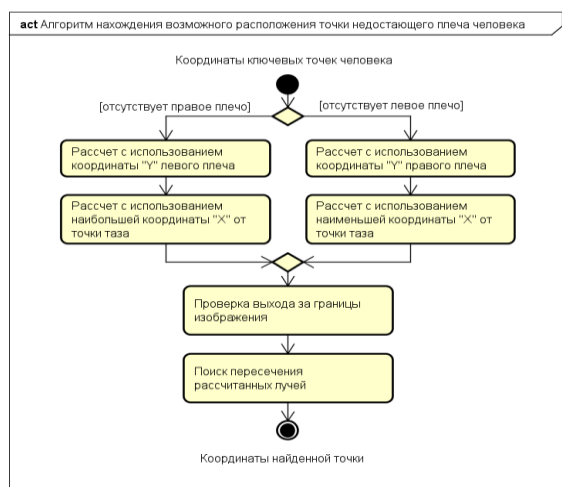 act Алгоритм нахождения возможного расположения точки недостающего плеча человека
Координаты ключевых точек человека
[отсутствует правое плечо]
[отсутствует левое плечо]
Рассчет с использованием
координаты "Y" левого плеча
Рассчет с использованием
координаты "Y" правого плеча
Рассчет с использованием
наибольшей координаты "X" от
точки таза
Рассчет с использованием
наименьшей координаты "X" от
точки таза
Проверка выхода за границы
изображения
Поиск пересечения
рассчитанных лучей
Координаты найденной точки